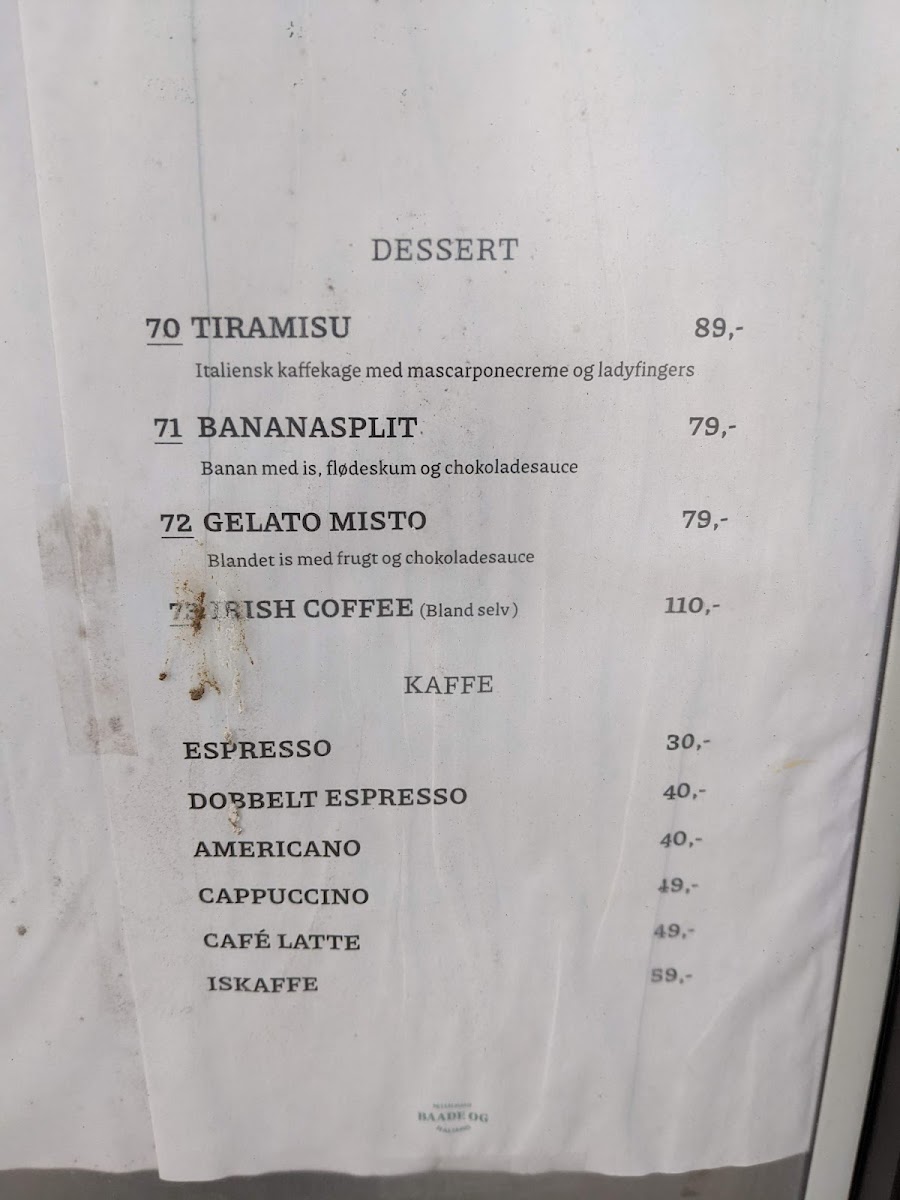 DESSERT
70 TIRAMISU 89,-
Italiensk kaffekage med mascarponecreme og ladyfingers
71 BANANASPLIT 79,-
Banan med is, flødeskum og chokoladesauce
72 GELATO MISTO 79,-
Blandet is med frugt og chokoladesauce
73 IRISH COFFEE (Bland selv) 110,-
KAFFE
ESPRESSO 30,-
DOBBELT ESPRESSO 40,-
AMERICANO 40,-
CAPPUCCINO 49,-
CAFÉ LATTE 49,-
ISKAFFE 59,-
BAADE OG